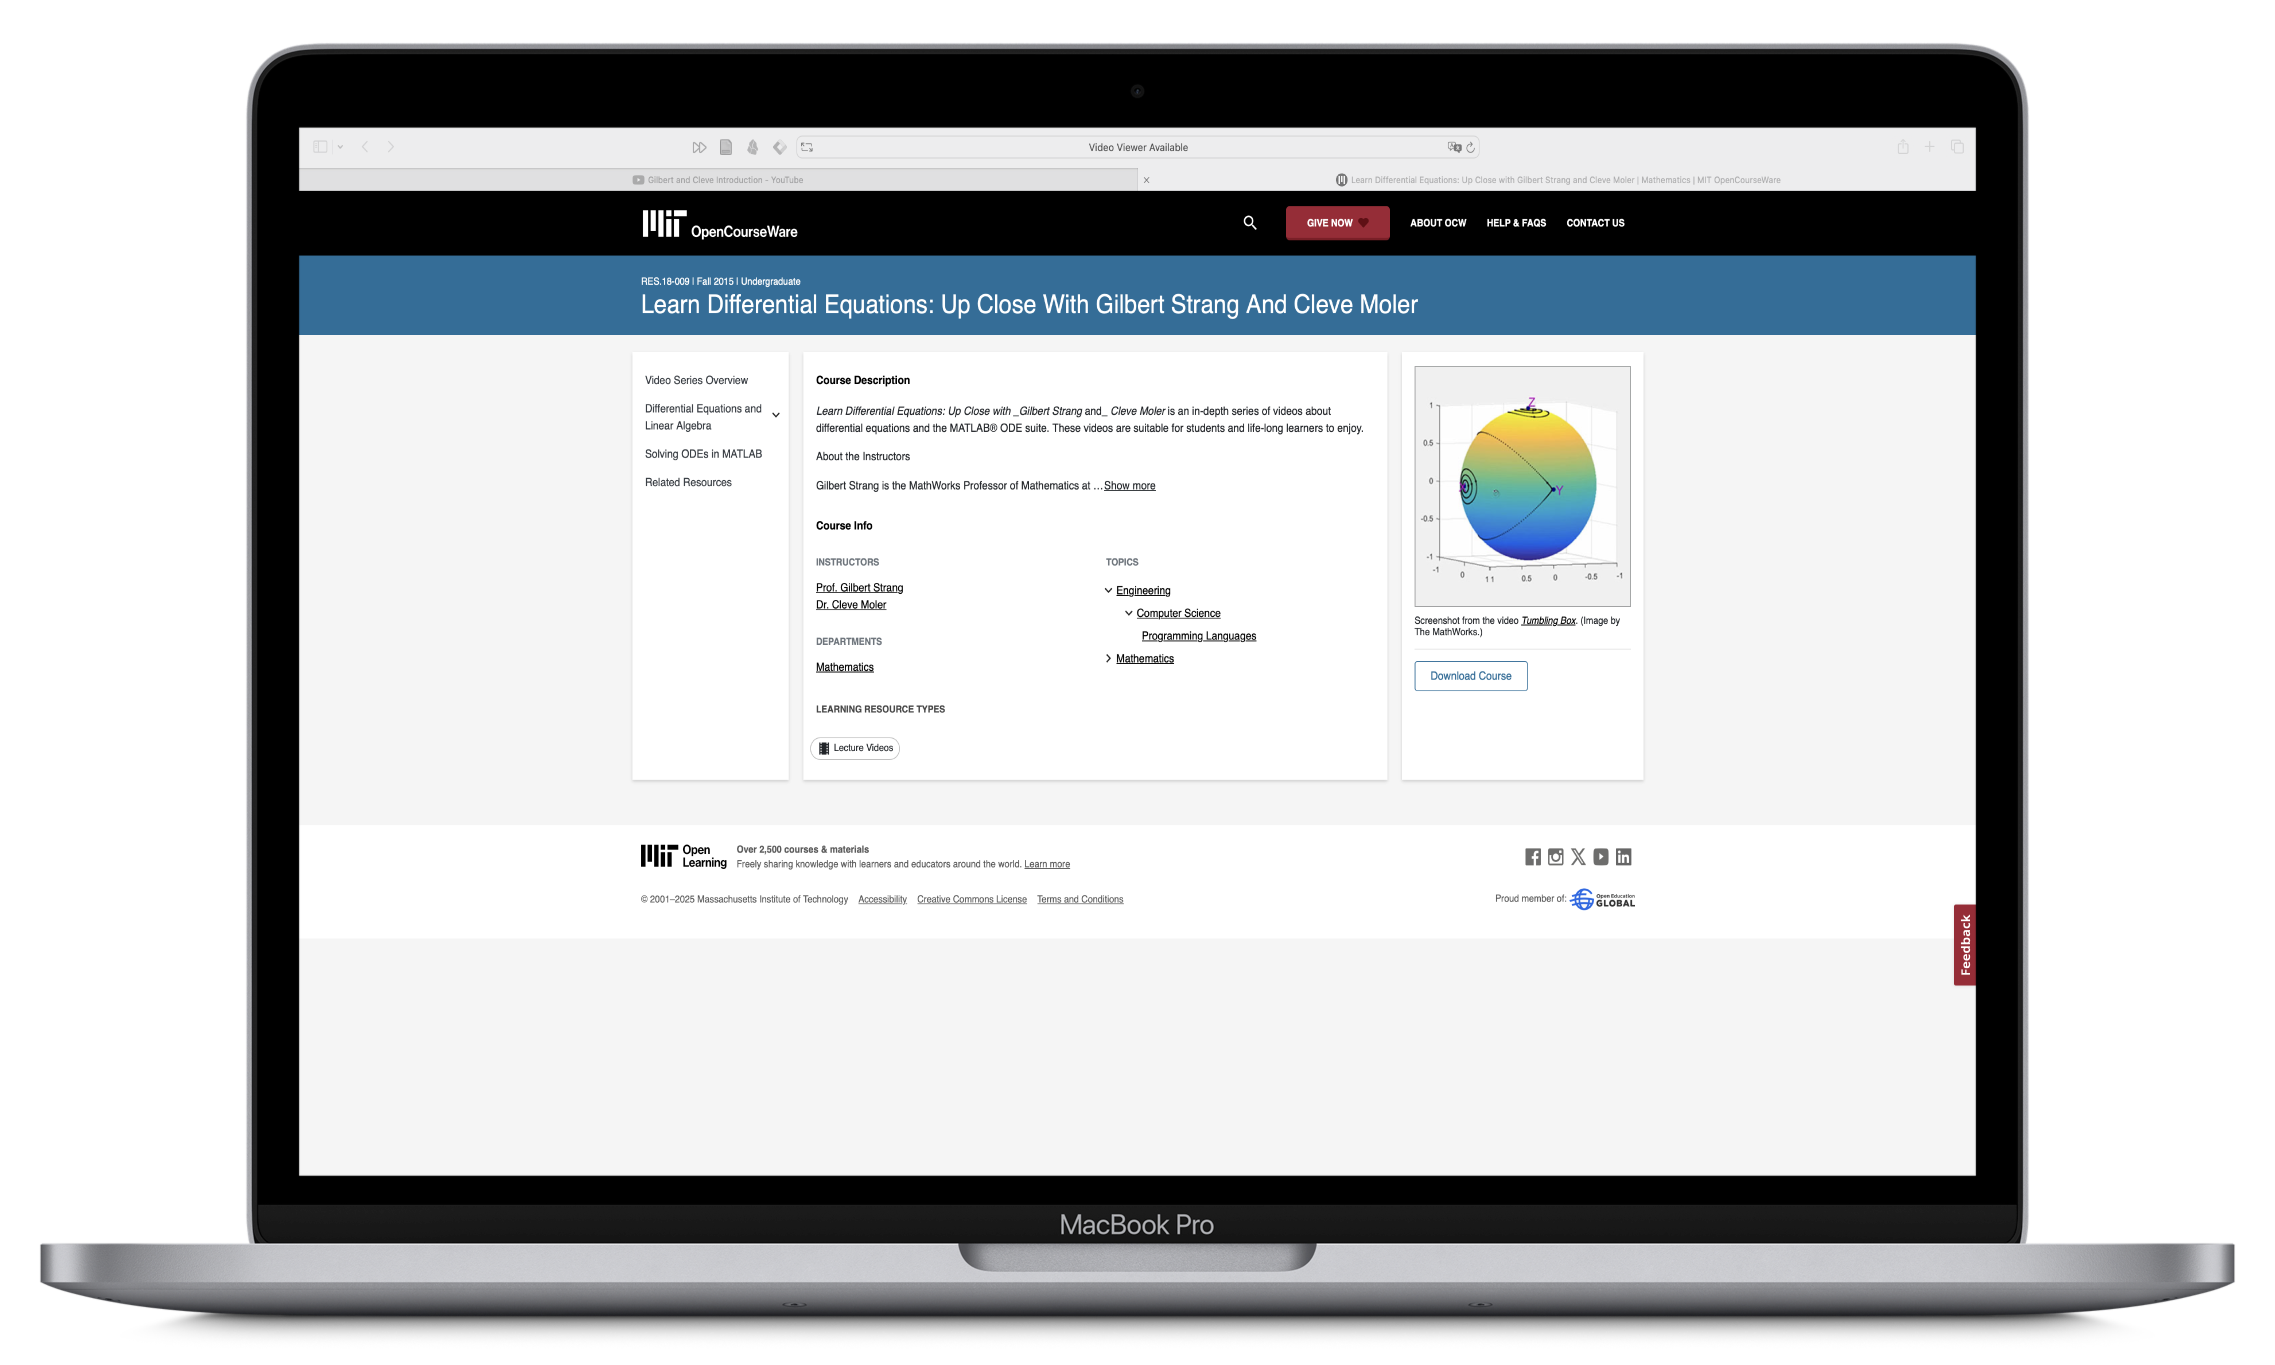 Video Viewer Available
Gilbert and Cleve Introduction - YouTube
Learn Differential Equations: Up Close with Gilbert Strang and Cleve Moler | Mathematics | MIT OpenCourseWare
MIT OpenCourseWare
GIVE NOW
ABOUT OCW
HELP & FAQS
CONTACT US
RES.18-009 | Fall 2015 | Undergraduate
Learn Differential Equations: Up Close With Gilbert Strang And Cleve Moler
Video Series Overview
Differential Equations and
Linear Algebra
Solving ODEs in MATLAB
Related Resources
Course Description
Learn Differential Equations: Up Close with _Gilbert Strang and_ Cleve Moler is an in-depth series of videos about
differential equations and the MATLAB® ODE suite. These videos are suitable for students and life-long learners to enjoy.
About the Instructors
Gilbert Strang is the MathWorks Professor of Mathematics at … Show more
Course Info
INSTRUCTORS
Prof. Gilbert Strang
Dr. Cleve Moler
DEPARTMENTS
Mathematics
LEARNING RESOURCE TYPES
Lecture Videos
TOPICS
Engineering
Computer Science
Programming Languages
Mathematics
Z
Y
1
0.5
0
-0.5
-1
-1
0
1 1
0.5
0
-0.5
-1
Screenshot from the video Tumbling Box. (Image by
The MathWorks.)
Download Course
MIT Open
Learning
Over 2,500 courses & materials
Freely sharing knowledge with learners and educators around the world. Learn more
© 2001–2025 Massachusetts Institute of Technology
Accessibility
Creative Commons License
Terms and Conditions
Proud member of:
Open Education
GLOBAL
Feedback
MacBook Pro